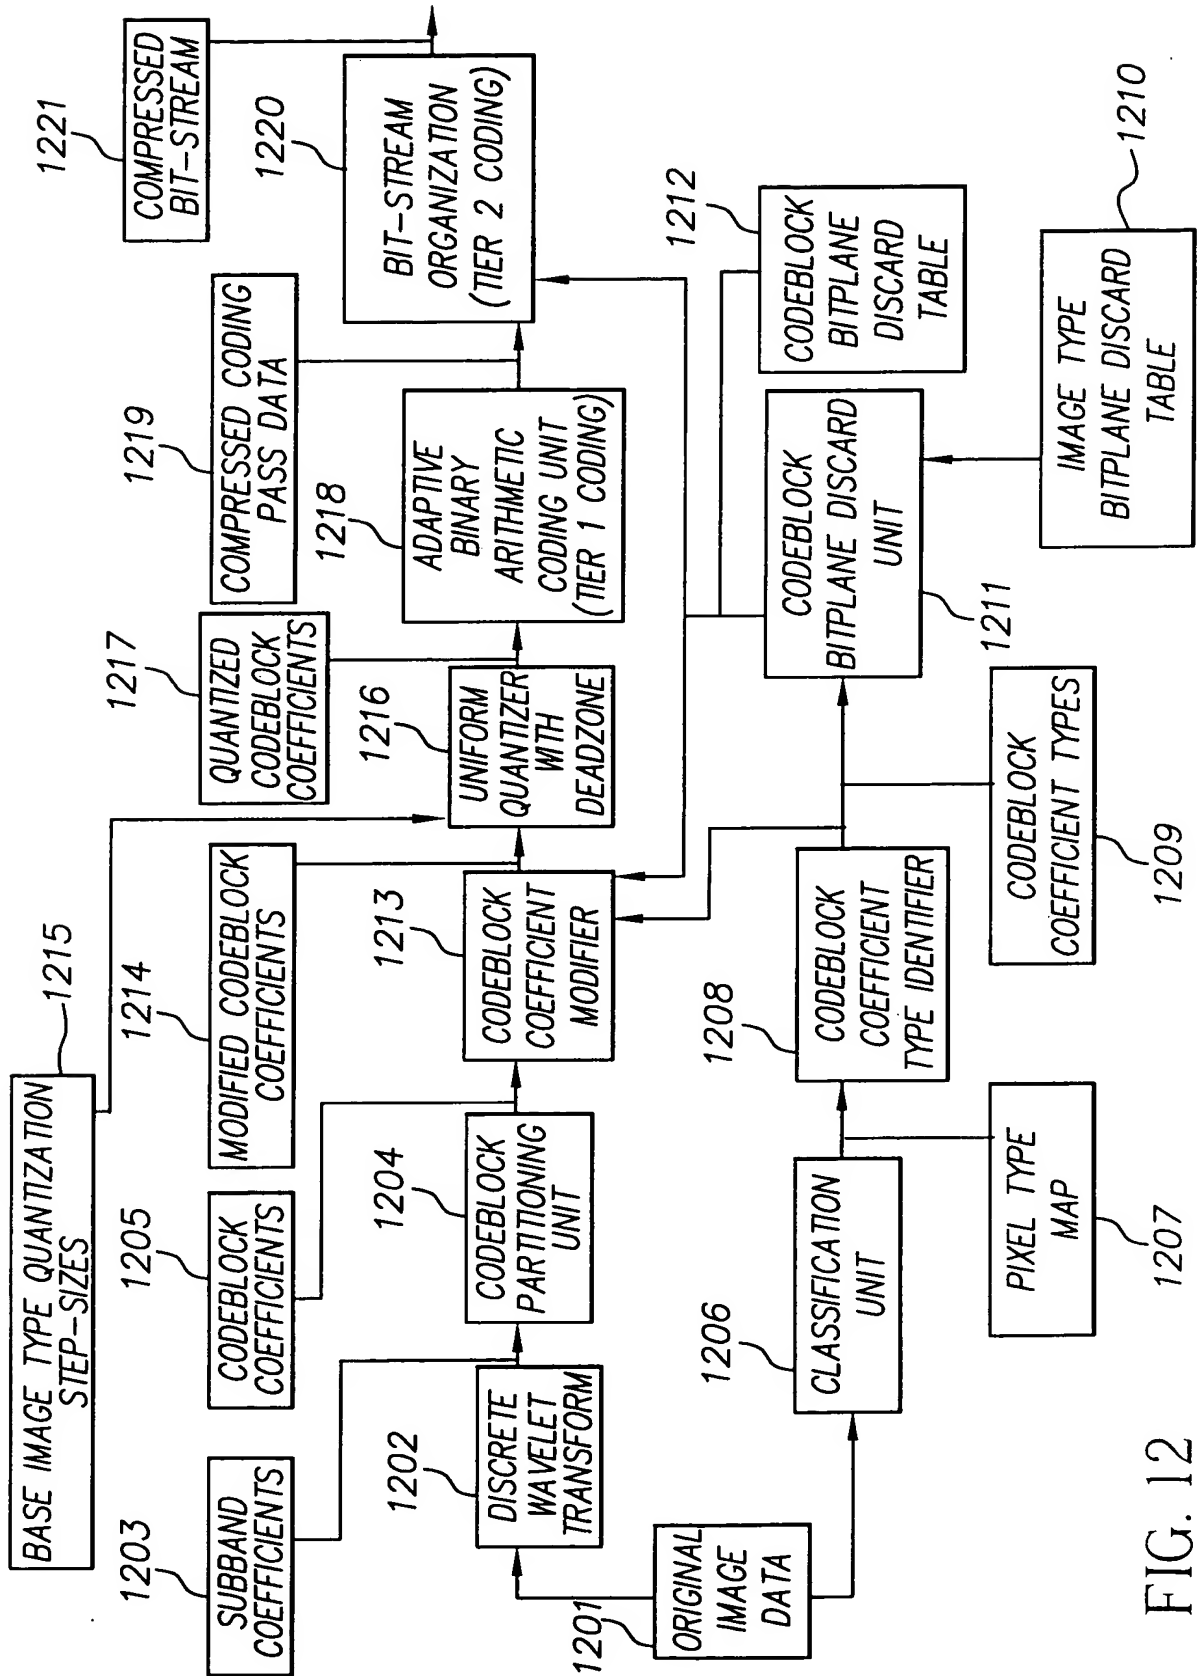 BASE IMAGE TYPE QUANTIZATION
STEP-SIZES
1215
SUBBAND
COEFFICIENTS
1203
CODEBLOCK
COEFFICIENTS
1205
MODIFIED CODEBLOCK
COEFFICIENTS
1214
QUANTIZED
CODEBLOCK
COEFFICIENTS
1217
COMPRESSED CODING
PASS DATA
1219
COMPRESSED
BIT-STREAM
1221
ORIGINAL
IMAGE
DATA
1201
DISCRETE
WAVELET
TRANSFORM
1202
CODEBLOCK
PARTITIONING
UNIT
1204
CODEBLOCK
COEFFICIENT
MODIFIER
1213
UNIFORM
QUANTIZER
WITH
DEADZONE
1216
ADAPTIVE
BINARY
ARITHMETIC
CODING UNIT
(TIER 1 CODING)
1218
BIT-STREAM
ORGANIZATION
(TIER 2 CODING)
1220
CLASSIFICATION
UNIT
1206
CODEBLOCK
COEFFICIENT
TYPE IDENTIFIER
1208
CODEBLOCK
BITPLANE DISCARD
UNIT
1211
CODEBLOCK
BITPLANE
DISCARD
TABLE
1212
PIXEL TYPE
MAP
1207
CODEBLOCK
COEFFICIENT TYPES
1209
IMAGE TYPE
BITPLANE DISCARD
TABLE
1210
FIG. 12